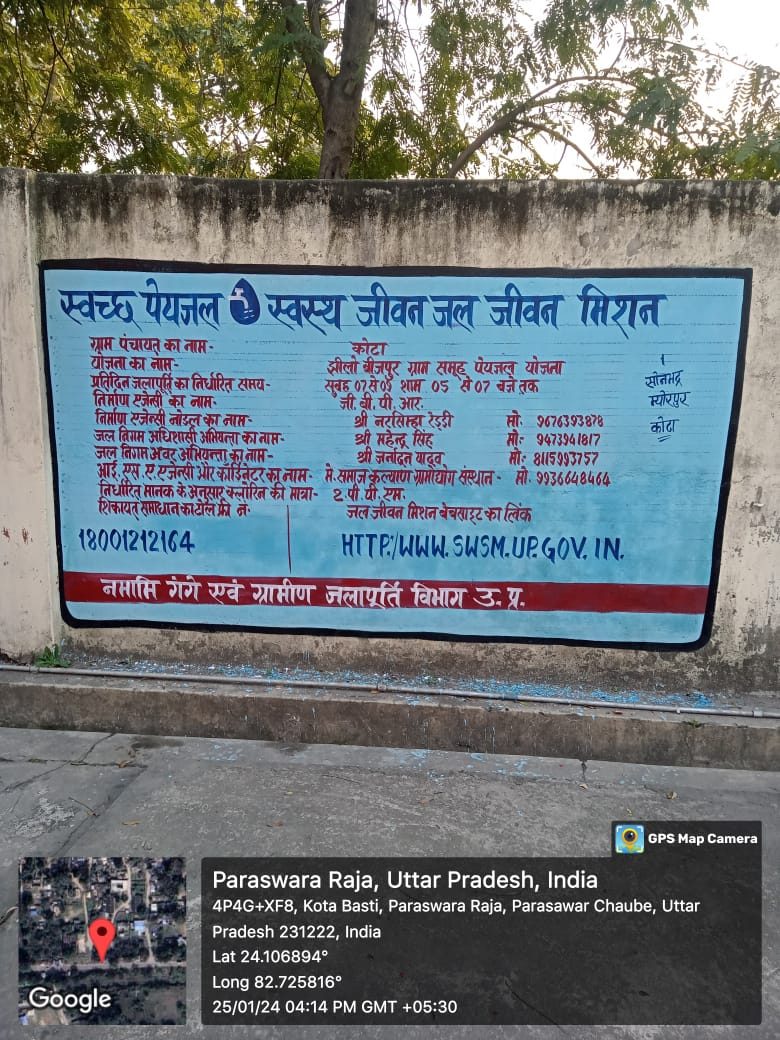 स्वच्छ पेयजल स्वस्थ जीवन जल जीवन मिशन
ग्राम पंचायत का नाम- कोटा
योजना का नाम- झीलो बीजपुर ग्राम समूह पेयजल योजना
प्रतिदिन जलापूर्ति का निर्धारित समय- सुबह 07 से 09 शाम 05 से 07 बजे तक
निर्माण एजेन्सी का नाम- जी. वी. पी. आर.
निर्माण एजेन्सी नोडल का नाम- श्री नरसिम्हा रेड्डी मो: 9676393878
जल निगम अधिशासी अभियन्ता का नाम- श्री महेन्द्र सिंह मो: 9473941817
जल निगम अवर अभियन्ता का नाम- श्री जर्नादन यादव मो: 8115993757
आई. एस. ए. एजेन्सी और कॉर्डिनेटर का नाम- मे. समाज कल्याण ग्रामोद्योग संस्थान- मो. 9936648464
निर्धारित मानक के अनुसार क्लोरिन की मात्रा- 2. पी. पी. एम.
शिकायत समाधान का टोल फ्री नं: जल जीवन मिशन बेवसाइट का लिंक
18001212164 HTTP:/WWW.SWSM.UP.GOV.IN.
सोनभद्र
म्योरपुर
कोटा
नमामि गंगे एवं ग्रामीण जलापूर्ति विभाग उ. प्र.
GPS Map Camera
Paraswara Raja, Uttar Pradesh, India
4P4G+XF8, Kota Basti, Paraswara Raja, Parasawar Chaube, Uttar
Pradesh 231222, India
Lat 24.106894°
Long 82.725816°
25/01/24 04:14 PM GMT +05:30
Google